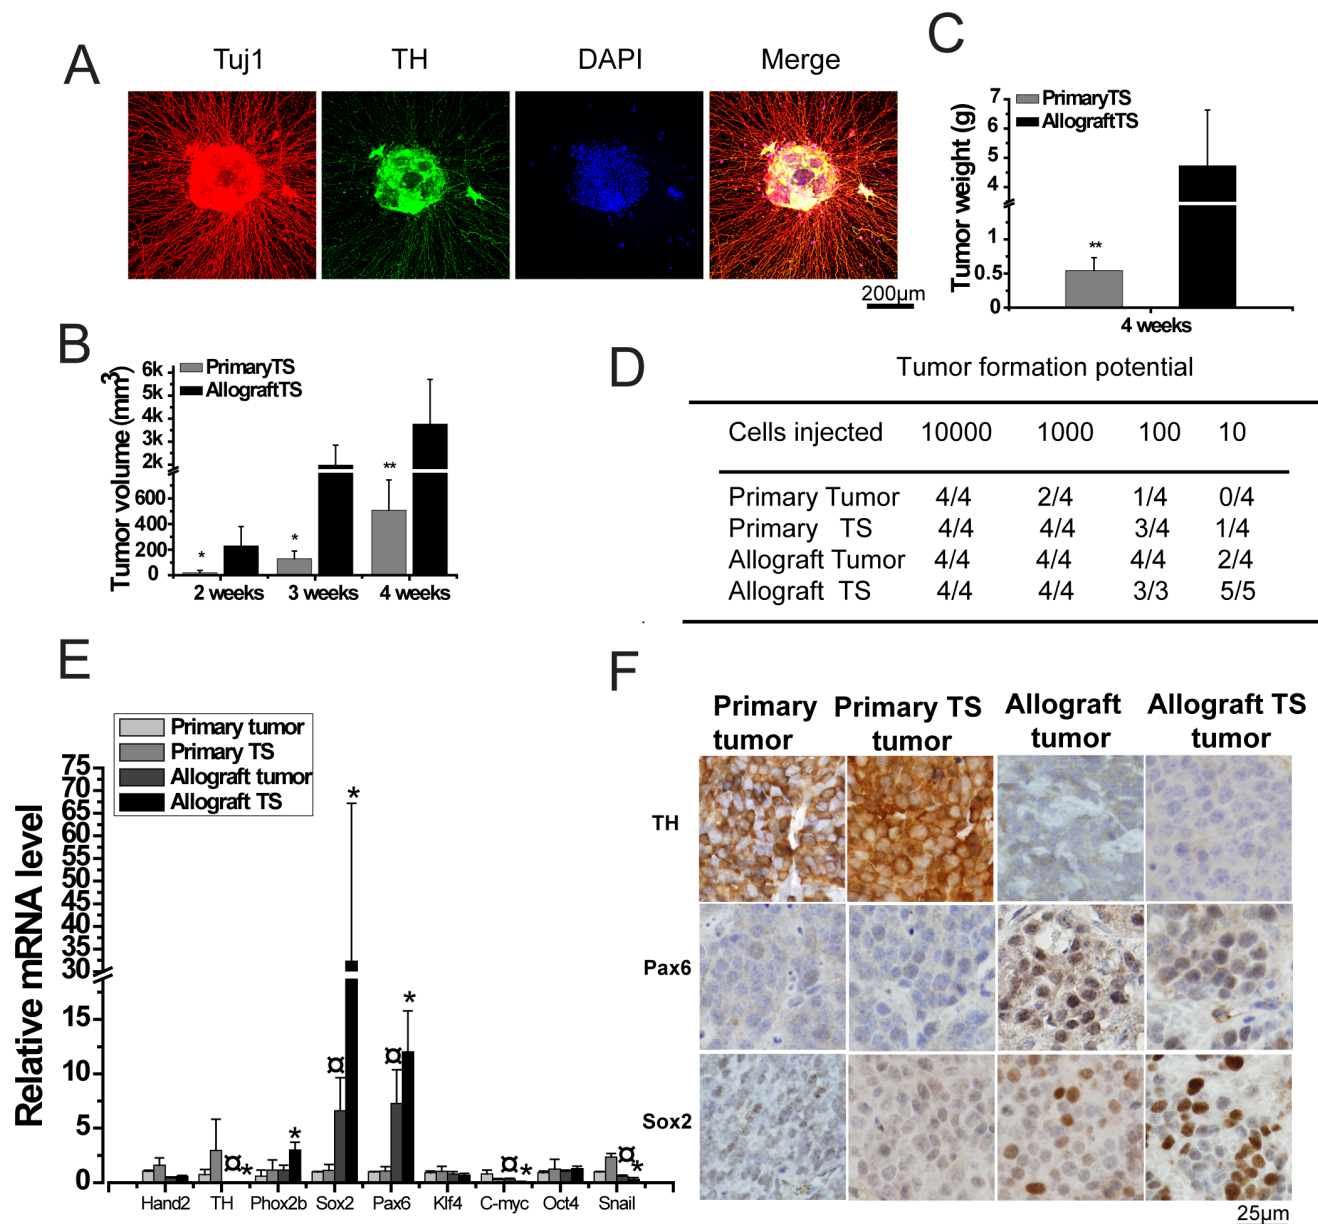 A
Tuj1 TH DAPI Merge
200µm
B
Tumor volume (mm3)
PrimaryTS
AllograftTS
6k
5k
4k
3k
2k
600
400
200
0
* * **
2 weeks 3 weeks 4 weeks
C
Tumor weight (g)
PrimaryTS
AllograftTS
7
6
5
4
1
0.5
0
**
4 weeks
D
Tumor formation potential
Cells injected 10000 1000 100 10
Primary Tumor 4/4 2/4 1/4 0/4
Primary TS 4/4 4/4 3/4 1/4
Allograft Tumor 4/4 4/4 4/4 2/4
Allograft TS 4/4 4/4 3/3 5/5
E
Relative mRNA level
Primary tumor
Primary TS
Allograft tumor
Allograft TS
75
70
65
60
55
50
45
40
35
30
15
10
5
0
¤ * * ¤ * ¤ * ¤ * ¤ *
Hand2 TH Phox2b Sox2 Pax6 Klf4 C-myc Oct4 Snail
F
Primary tumor
Primary TS tumor
Allograft tumor
Allograft TS tumor
TH
Pax6
Sox2
25µm